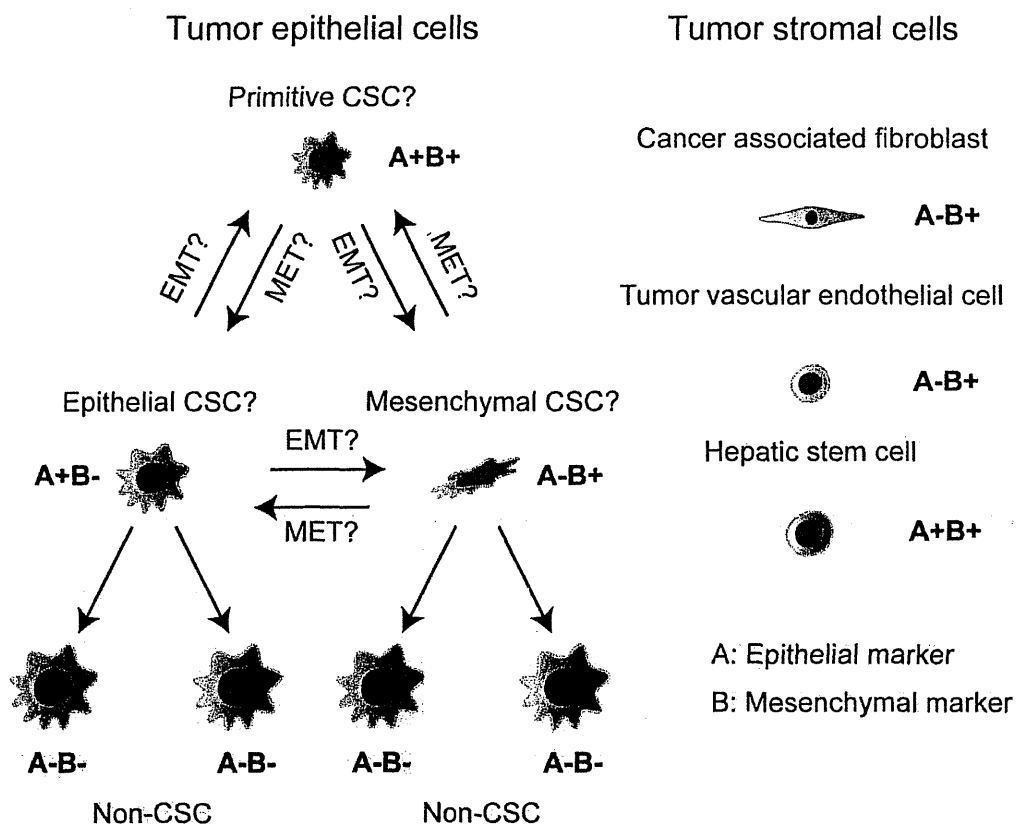 Tumor epithelial cells
Primitive CSC?
A+B+
EMT?
MET?
EMT?
MET?
Epithelial CSC?
A+B-
EMT?
MET?
Mesenchymal CSC?
A-B+
A-B-
A-B-
A-B-
A-B-
Non-CSC
Non-CSC
Tumor stromal cells
Cancer associated fibroblast
A-B+
Tumor vascular endothelial cell
A-B+
Hepatic stem cell
A+B+
A: Epithelial marker
B: Mesenchymal marker